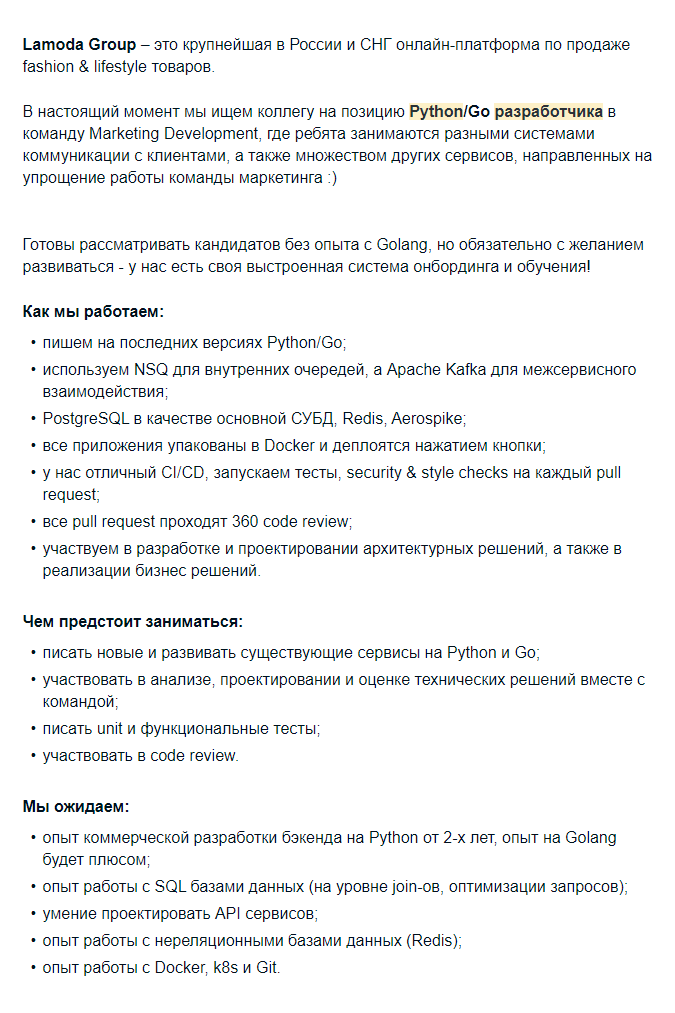 Lamoda Group – это крупнейшая в России и СНГ онлайн-платформа по продаже
fashion & lifestyle товаров.
В настоящий момент мы ищем коллегу на позицию Python/Go разработчика в
команду Marketing Development, где ребята занимаются разными системами
коммуникации с клиентами, а также множеством других сервисов, направленных на
упрощение работы команды маркетинга :)
Готовы рассматривать кандидатов без опыта с Golang, но обязательно с желанием
развиваться - у нас есть своя выстроенная система онбординга и обучения!
Как мы работаем:
• пишем на последних версиях Python/Go;
• используем NSQ для внутренних очередей, а Apache Kafka для межсервисного
взаимодействия;
• PostgreSQL в качестве основной СУБД, Redis, Aerospike;
• все приложения упакованы в Docker и деплоятся нажатием кнопки;
• у нас отличный CI/CD, запускаем тесты, security & style checks на каждый pull
request;
• все pull request проходят 360 code review;
• участвуем в разработке и проектировании архитектурных решений, а также в
реализации бизнес решений.
Чем предстоит заниматься:
• писать новые и развивать существующие сервисы на Python и Go;
• участвовать в анализе, проектировании и оценке технических решений вместе с
командой;
• писать unit и функциональные тесты;
• участвовать в code review.
Мы ожидаем:
• опыт коммерческой разработки бэкенда на Python от 2-х лет, опыт на Golang
будет плюсом;
• опыт работы с SQL базами данных (на уровне join-ов, оптимизации запросов);
• умение проектировать API сервисов;
• опыт работы с нереляционными базами данных (Redis);
• опыт работы с Docker, k8s и Git.